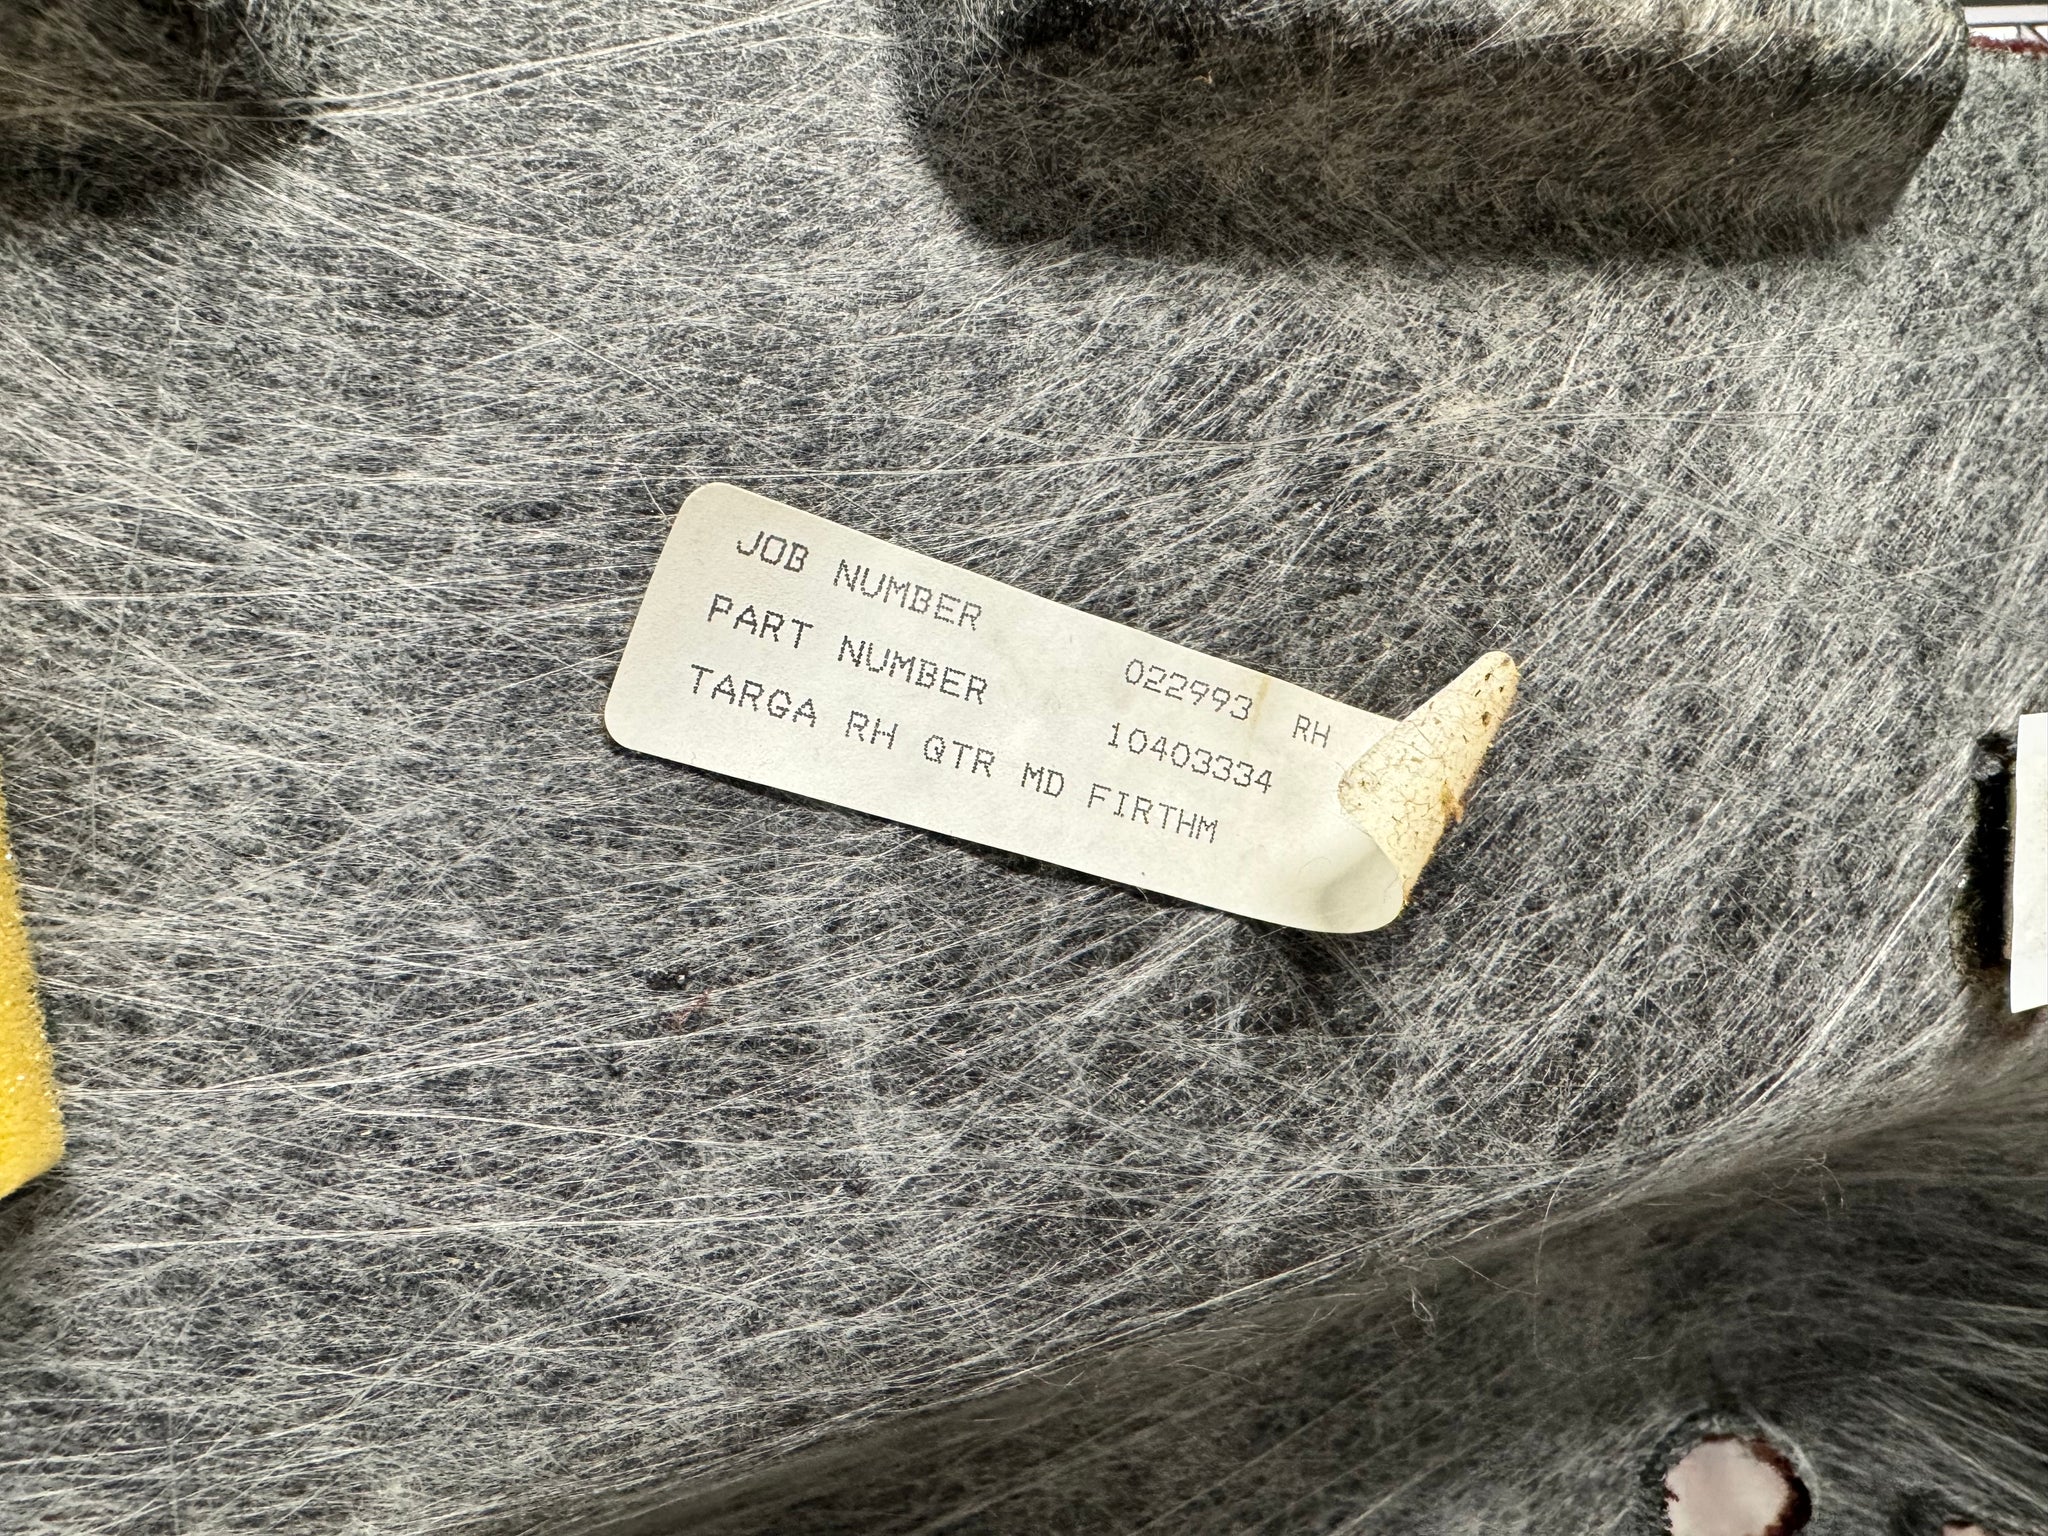 JOB NUMBER 022993 RH
PART NUMBER 10403334
TARGA RH QTR MD FIRTHM